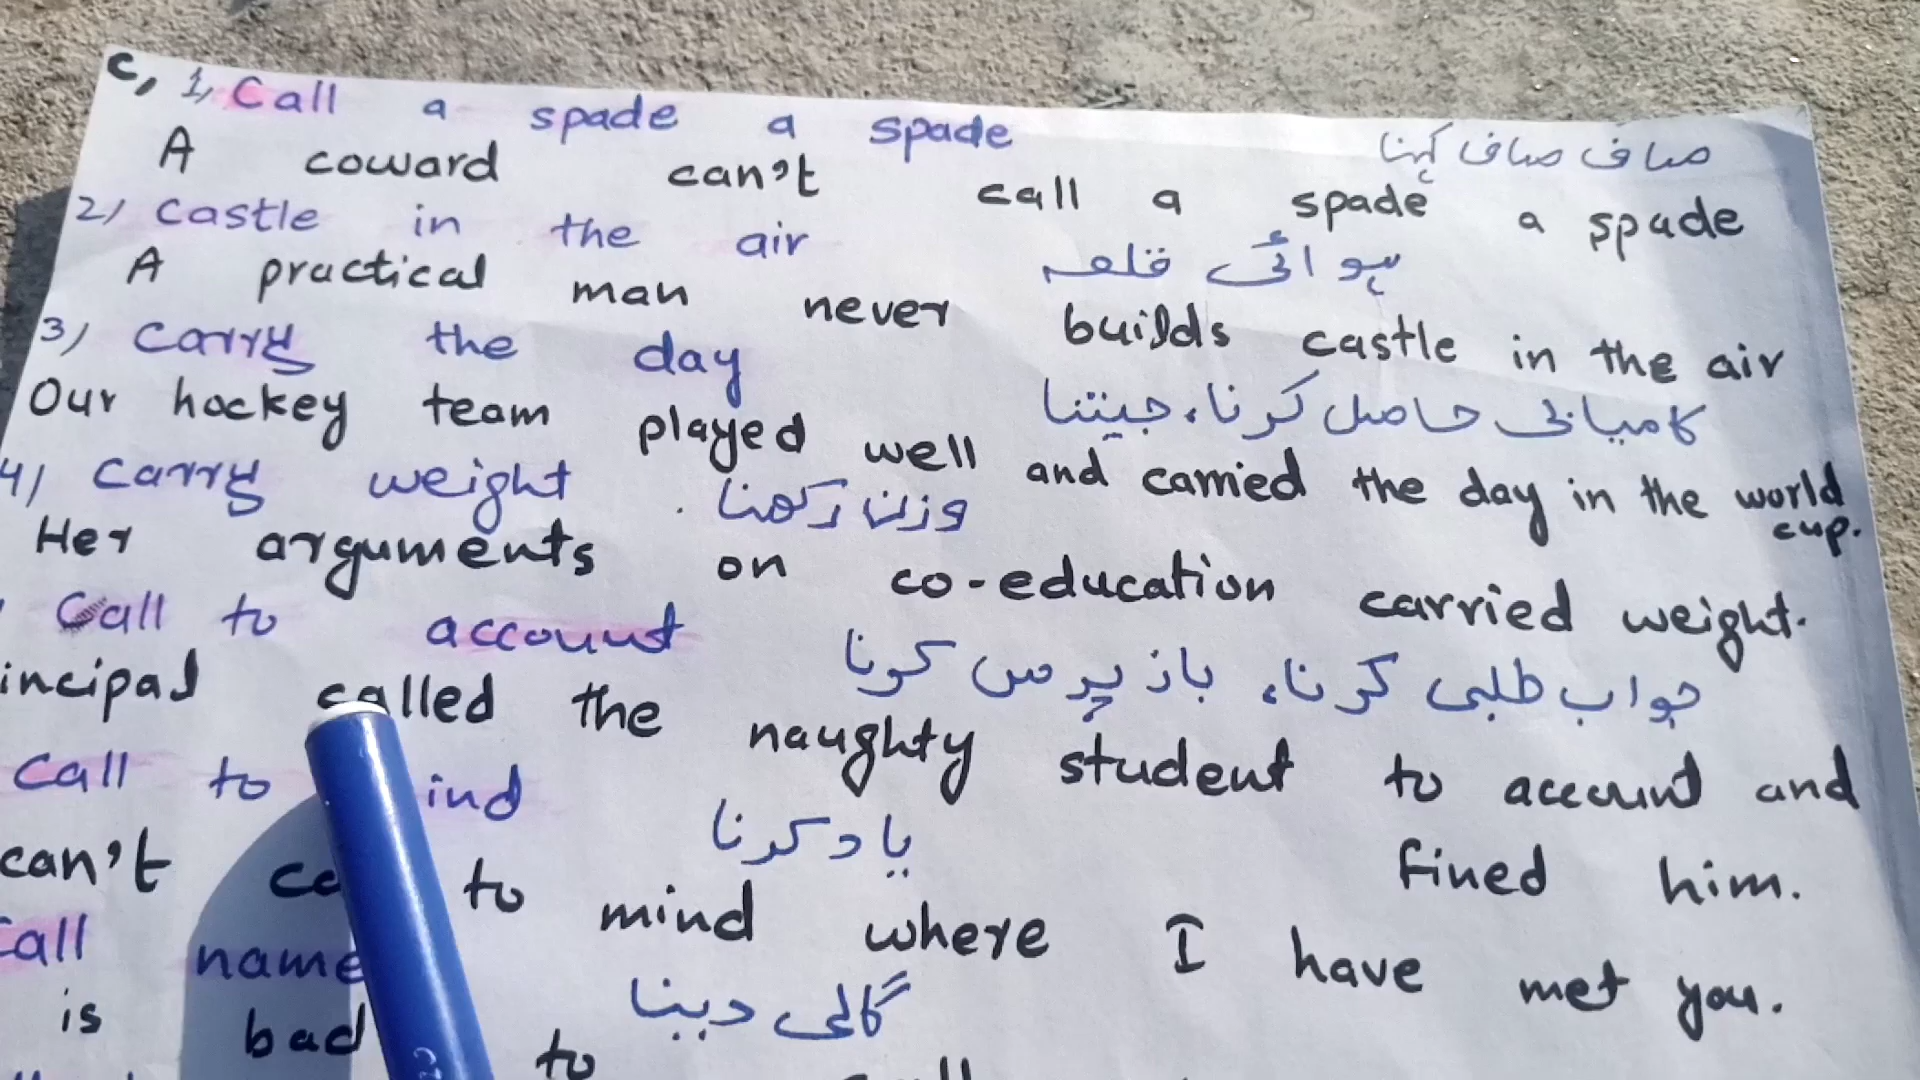 C, 1, Call a spade a spade صاف صاف کہنا
A coward can't call a spade a spade
2) Castle in the air ہوائی قلعہ
A practical man never builds castle in the air
3) Carry the day کامیابی حاصل کرنا، جیتنا
Our hockey team played well and carried the day in the world cup.
4) Carry weight وزن رکھنا
Her arguments on co-education carried weight.
Call to account جواب طلبی کرنا، باز پرس کرنا
incipal called the naughty student to account and
fined him.
Call to ind یاد کرنا
can't ca to mind where I have met you.
Call name گالی دینا
is bad to call